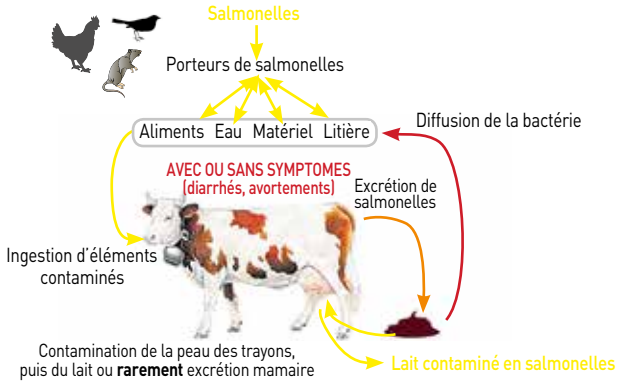 Salmonelles
Porteurs de salmonelles
Aliments Eau Matériel Litière
Diffusion de la bactérie
AVEC OU SANS SYMPTOMES
(diarrhés, avortements)
Excrétion de
salmonelles
Ingestion d'éléments
contaminés
Contamination de la peau des trayons,
puis du lait ou rarement excrétion mamaire
Lait contaminé en salmonelles